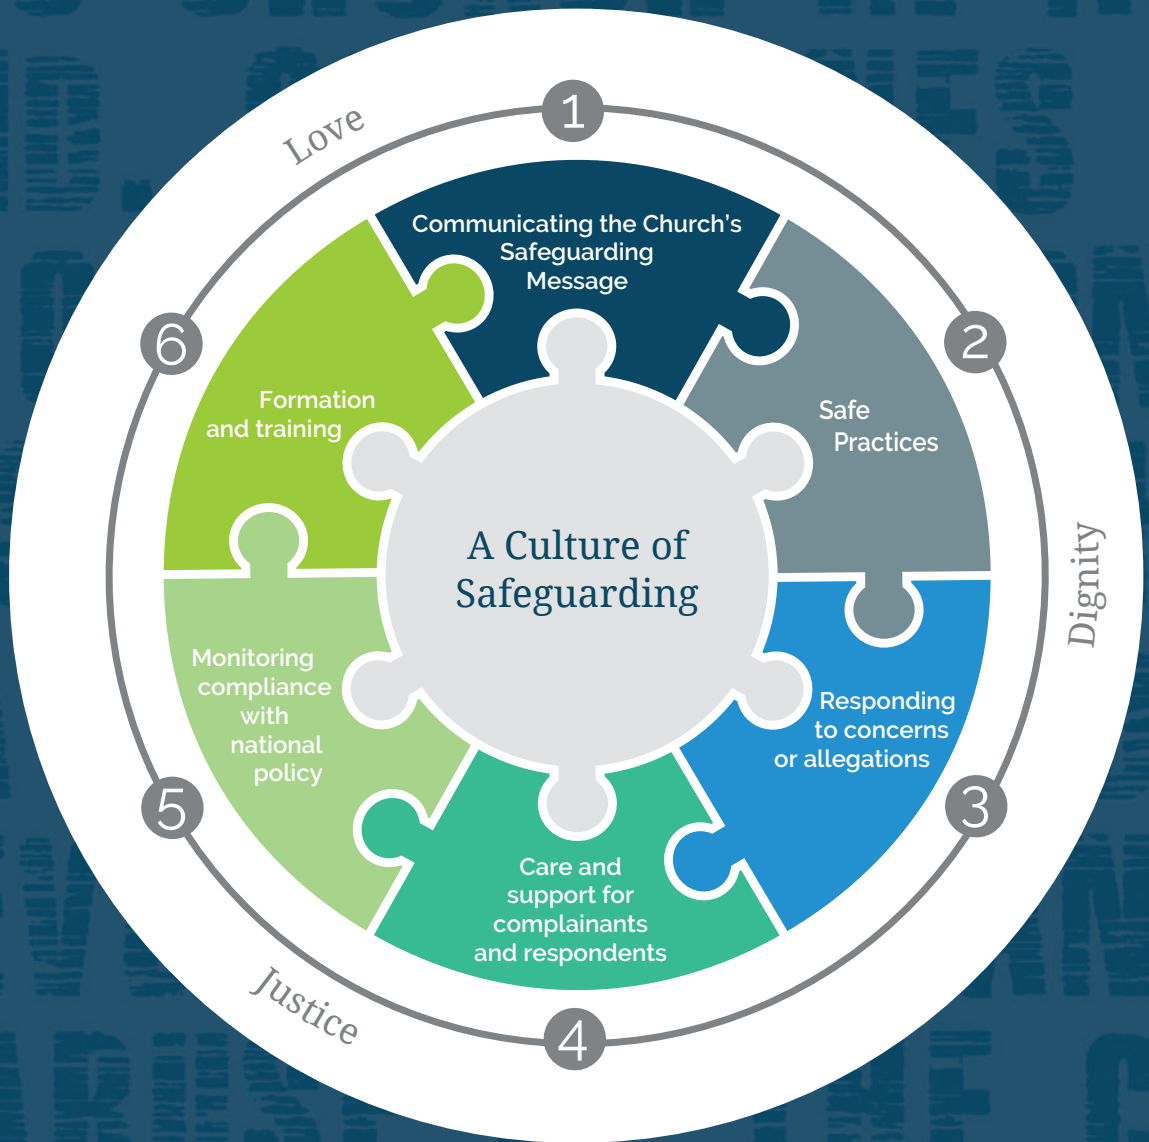 Love
1
Communicating the Church's
Safeguarding
Message
2
Safe
Practices
Dignity
3
Responding
to concerns
or allegations
4
Care and
support for
complainants
and respondents
Justice
5
Monitoring
compliance
with
national
policy
6
Formation
and training
A Culture of
Safeguarding